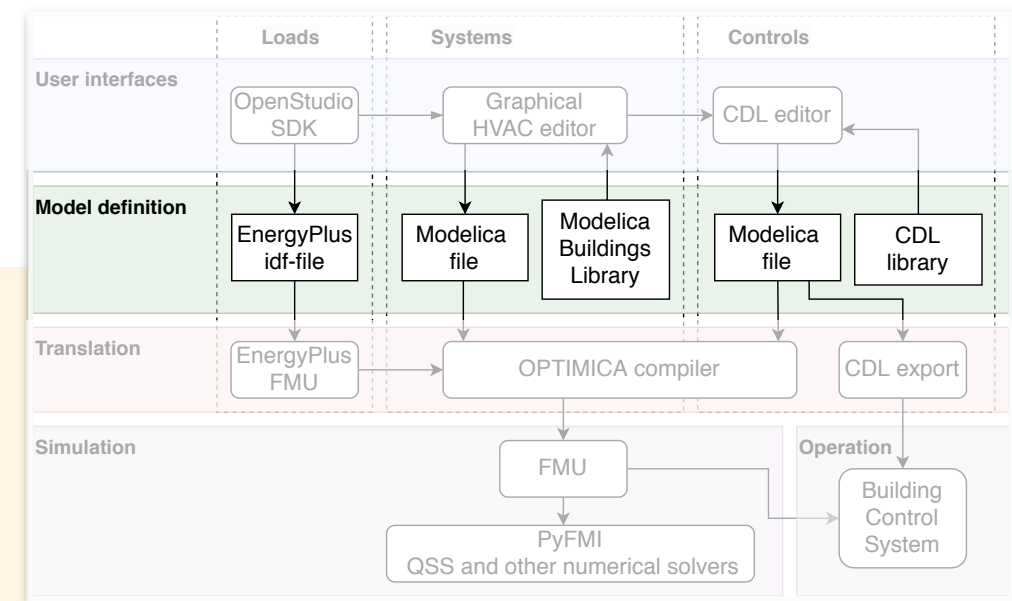 Loads
Systems
Controls
User interfaces
OpenStudio
SDK
Graphical
HVAC editor
CDL editor
Model definition
EnergyPlus
idf-file
Modelica
file
Modelica
Buildings
Library
Modelica
file
CDL
library
Translation
EnergyPlus
FMU
OPTIMICA compiler
CDL export
Simulation
FMU
PyFMI
QSS and other numerical solvers
Operation
Building
Control
System